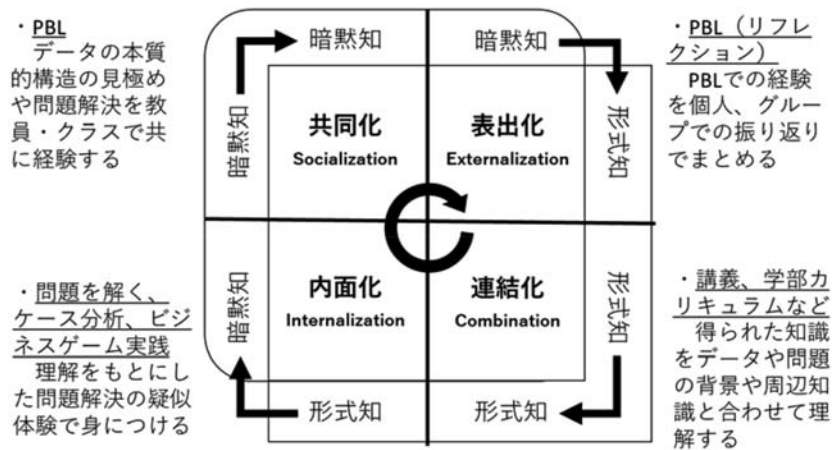 ・PBL
データの本質
的構造の見極め
や問題解決を教
員・クラスで共
に経験する
暗黙知
暗黙知
共同化
Socialization
暗黙知
形式知
表出化
Externalization
・PBL（リフレ
クション）
PBLでの経験
を個人、グルー
プでの振り返り
でまとめる
・問題を解く、
ケース分析、ビジ
ネスゲーム実践
理解をもとにし
た問題解決の疑似
体験で身につける
暗黙知
内面化
Internalization
形式知
連結化
Combination
形式知
形式知
・講義、学部カ
リキュラムなど
得られた知識
をデータや問題
の背景や周辺知
識と合わせて理
解する